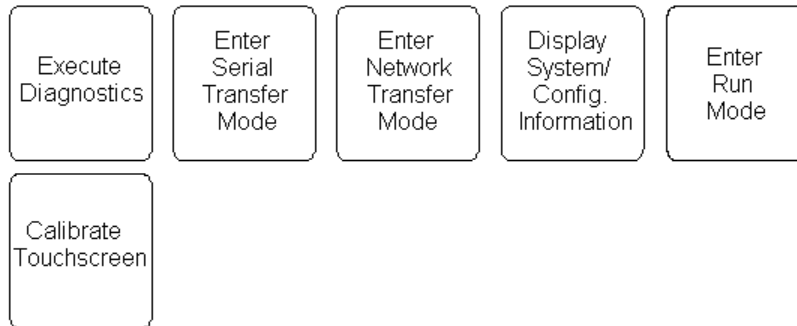 Execute
Diagnostics
Enter
Serial
Transfer
Mode
Enter
Network
Transfer
Mode
Display
System/
Config.
Information
Enter
Run
Mode
Calibrate
Touchscreen